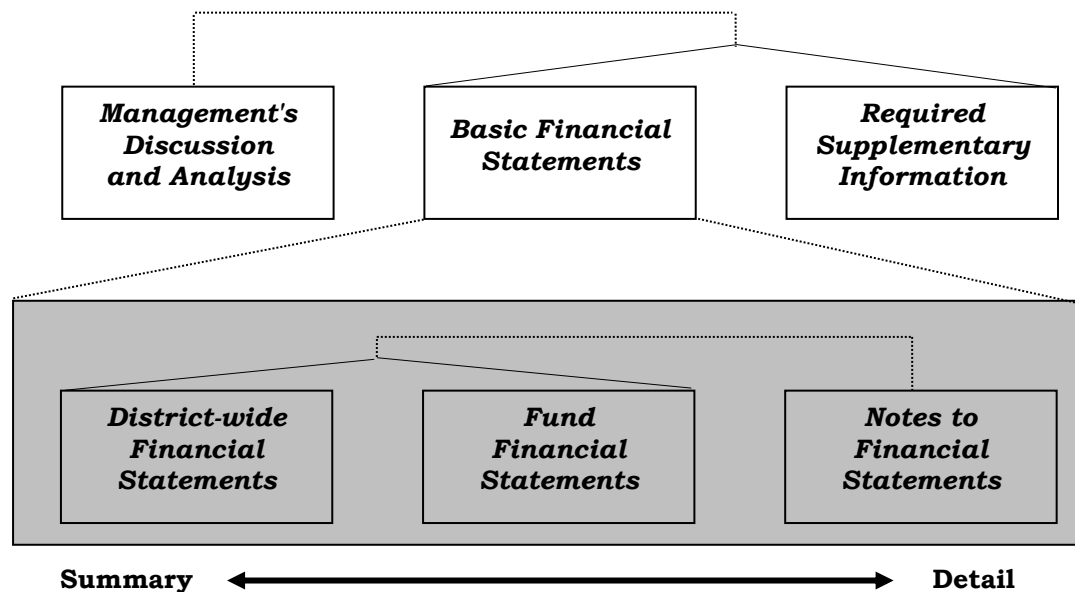 Management's
Discussion
and Analysis
Basic Financial
Statements
Required
Supplementary
Information
District-wide
Financial
Statements
Fund
Financial
Statements
Notes to
Financial
Statements
Summary
Detail